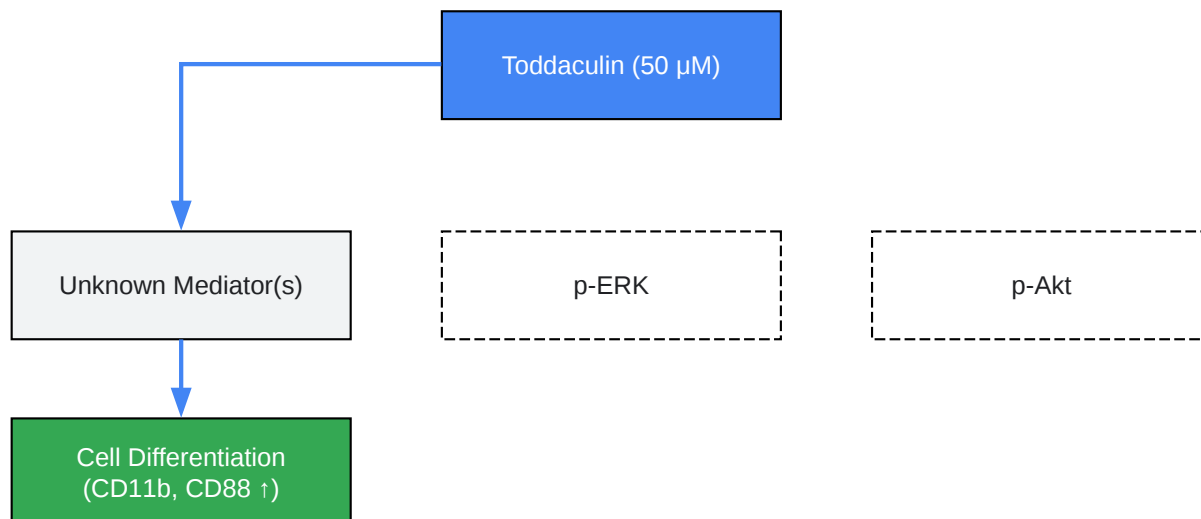 Toddaculin (50 μM)
Unknown Mediator(s)
p-ERK
p-Akt
Cell Differentiation
(CD11b, CD88 ↑)